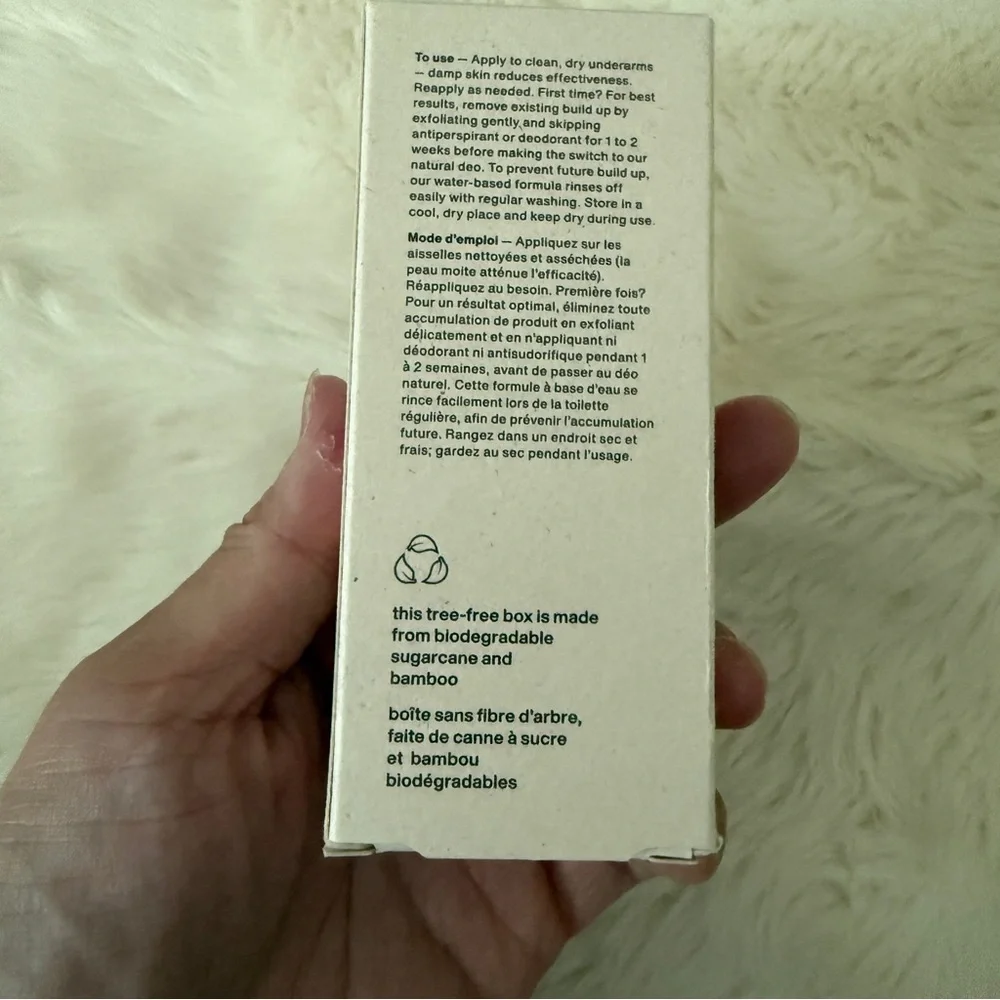 To use — Apply to clean, dry underarms
— damp skin reduces effectiveness.
Reapply as needed. First time? For best
results, remove existing build up by
exfoliating gently and skipping
antiperspirant or deodorant for 1 to 2
weeks before making the switch to our
natural deo. To prevent future build up,
our water-based formula rinses off
easily with regular washing. Store in a
cool, dry place and keep dry during use.
Mode d'emploi — Appliquez sur les
aisselles nettoyées et asséchées (la
peau moite atténue l'efficacité).
Réappliquez au besoin. Première fois?
Pour un résultat optimal, éliminez toute
accumulation de produit en exfoliant
délicatement et en n'appliquant ni
déodorant ni antisudorifique pendant 1
à 2 semaines, avant de passer au déo
naturel. Cette formule à base d'eau se
rince facilement lors de la toilette
régulière, afin de prévenir l'accumulation
future. Rangez dans un endroit sec et
frais; gardez au sec pendant l'usage.
this tree-free box is made
from biodegradable
sugarcane and
bamboo
boîte sans fibre d'arbre,
faite de canne à sucre
et bambou
biodégradables